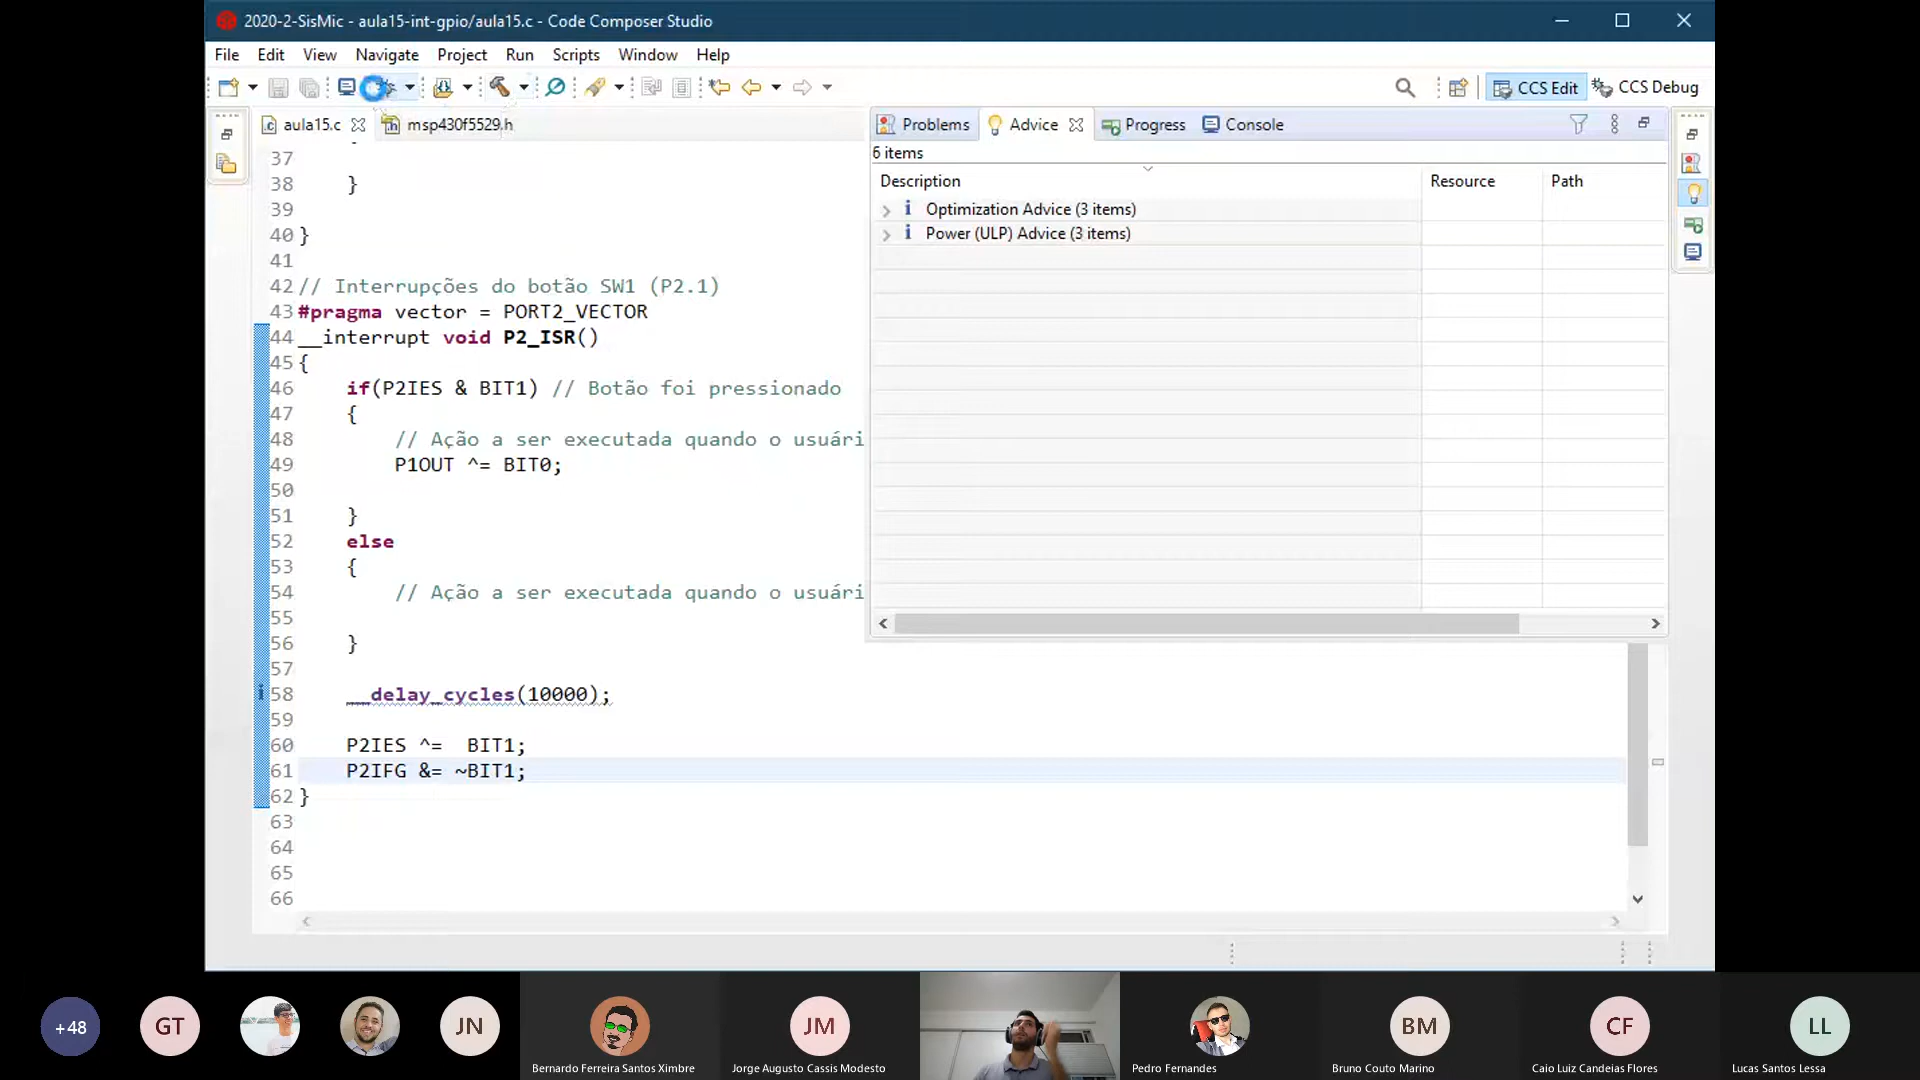 2020-2-SisMic - aula15-int-gpio/aula15.c - Code Composer Studio
File Edit View Navigate Project Run Scripts Window Help
CCS Edit CCS Debug
aula15.c msp430f5529.h
37
38 }
39
40 }
41
42 // Interrupções do botão SW1 (P2.1)
43 #pragma vector = PORT2_VECTOR
44 __interrupt void P2_ISR()
45 {
46 if(P2IES & BIT1) // Botão foi pressionado
47 {
48 // Ação a ser executada quando o usuári
49 P1OUT ^= BIT0;
50
51 }
52 else
53 {
54 // Ação a ser executada quando o usuári
55
56 }
57
58 __delay_cycles(10000);
59
60 P2IES ^= BIT1;
61 P2IFG &= ~BIT1;
62 }
63
64
65
66
Problems Advice Progress Console
6 items
Description Resource Path
Optimization Advice (3 items)
Power (ULP) Advice (3 items)
+48 GT JN JM BM CF LL
Bernardo Ferreira Santos Ximbre Jorge Augusto Cassis Modesto Pedro Fernandes Bruno Couto Marino Caio Luiz Candeias Flores Lucas Santos Lessa